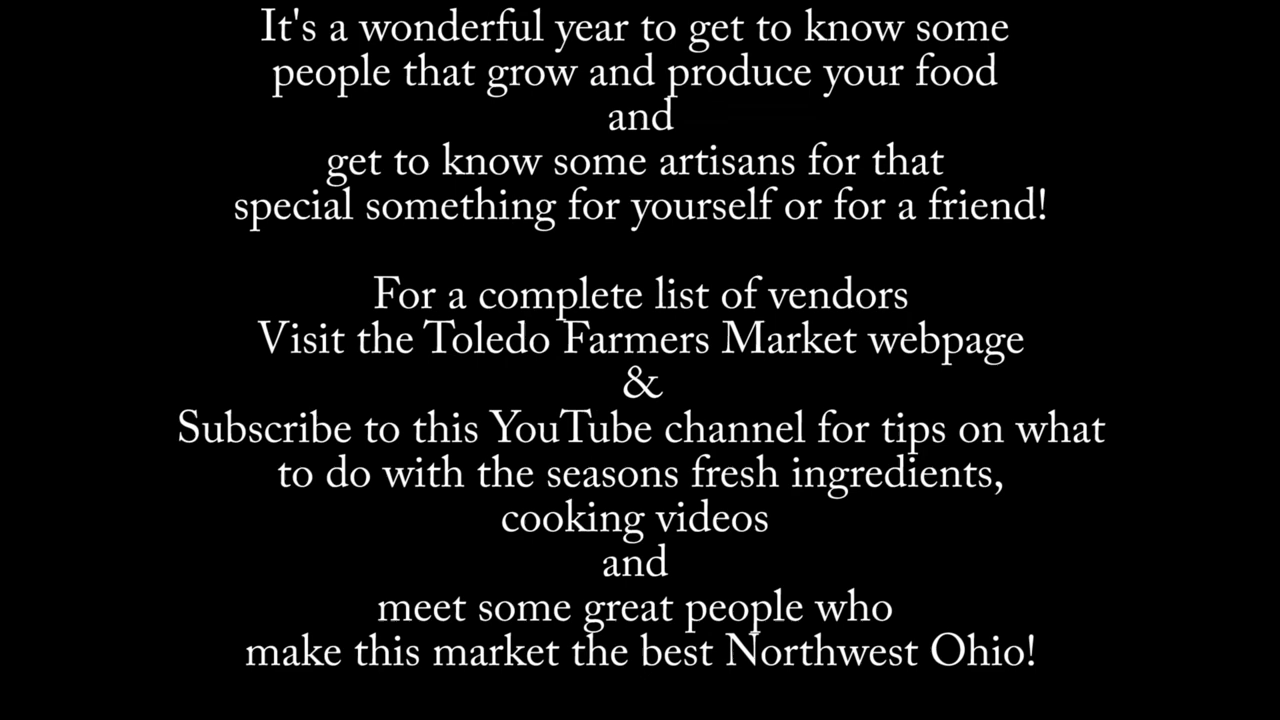 It's a wonderful year to get to know some
people that grow and produce your food
and
get to know some artisans for that
special something for yourself or for a friend!
For a complete list of vendors
Visit the Toledo Farmers Market webpage
&
Subscribe to this YouTube channel for tips on what
to do with the seasons fresh ingredients,
cooking videos
and
meet some great people who
make this market the best Northwest Ohio!